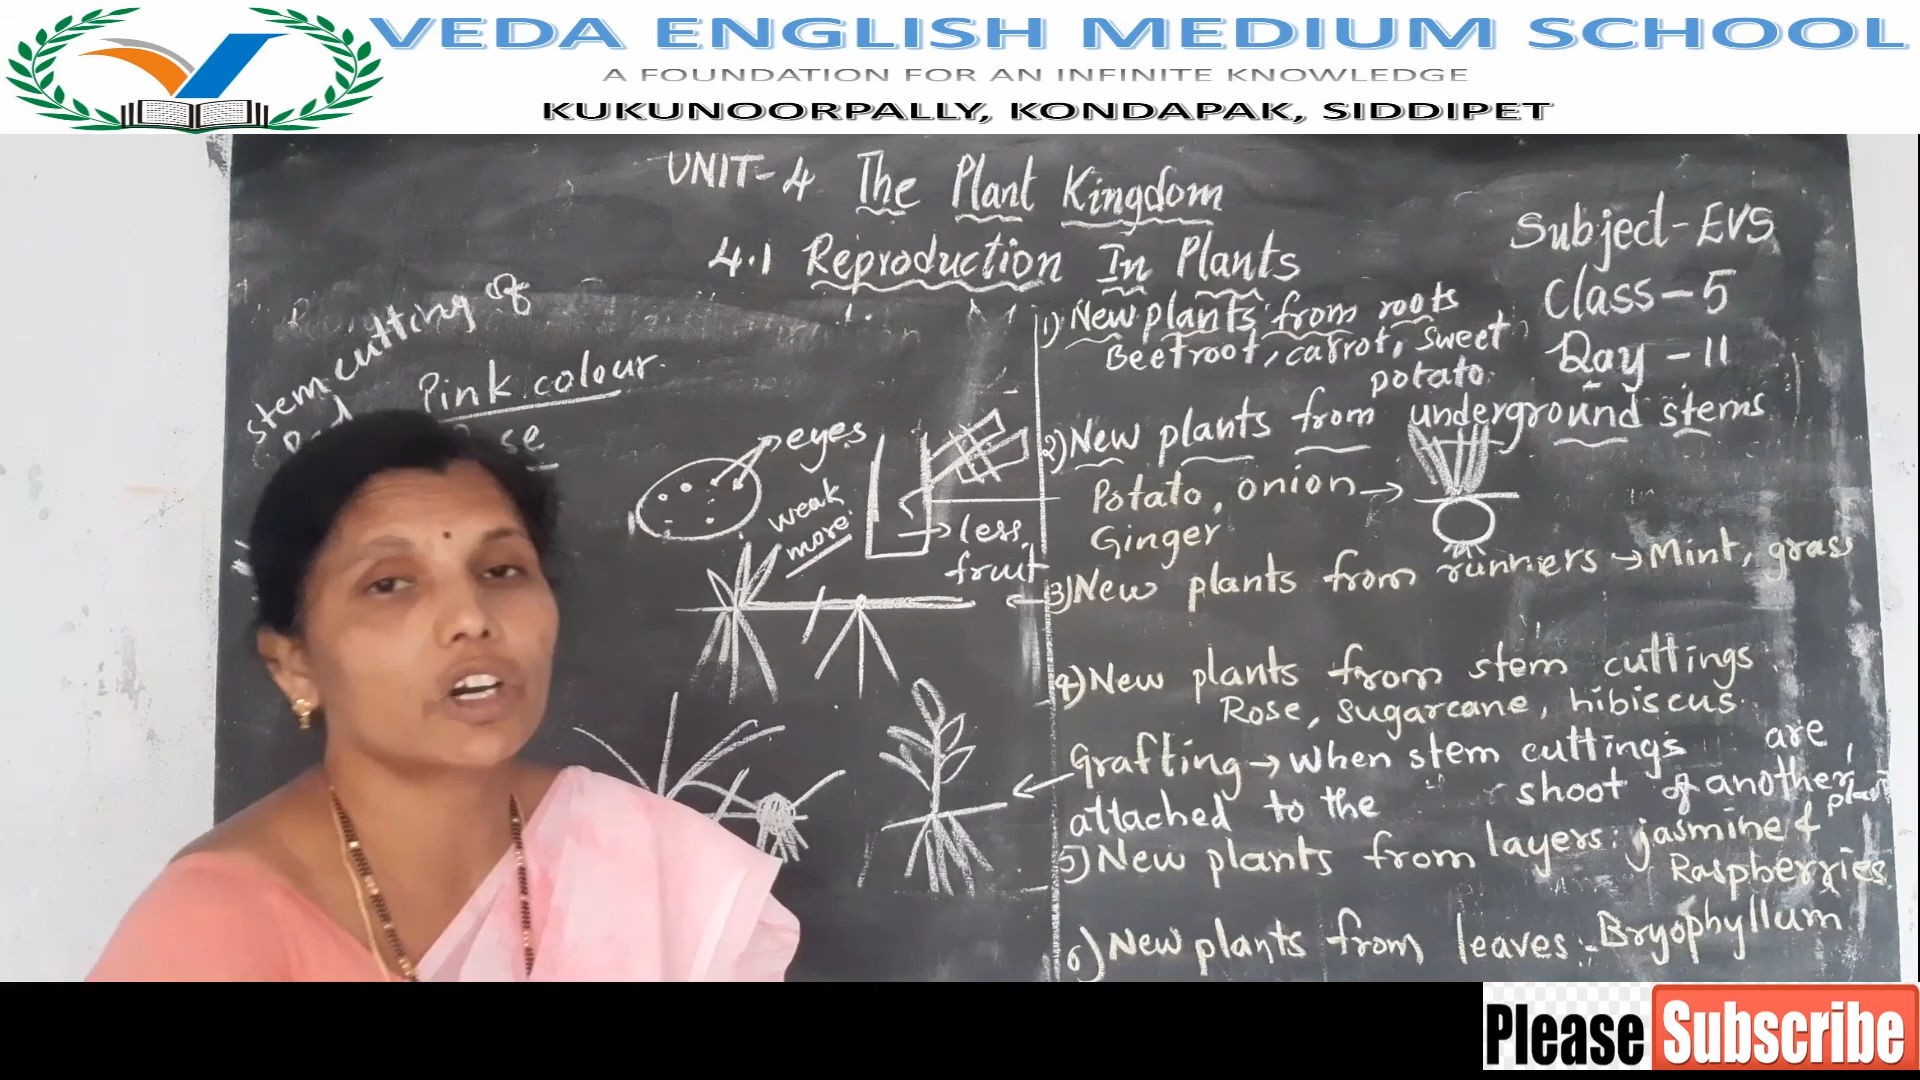 VEDA ENGLISH MEDIUM SCHOOL
A FOUNDATION FOR AN INFINITE KNOWLEDGE
KUKUNOORPALLY, KONDAPAK, SIDDIPET
UNIT-4 The Plant Kingdom
4.1 Reproduction In Plants
Subject-EVS
Class-5
Day-11
stem cutting of
Pink colour
eyes
weak
more
less
fruit
1) New plants from roots
Beetroot, carrot, Sweet
potato.
2) New plants from underground stems
Potato, onion →
Ginger
3) New plants from runners → Mint, grass
4) New plants from stem cuttings
Rose, sugarcane, hibiscus.
Grafting → when stem cuttings are
attached to the shoot of another
plant
5) New plants from layers: jasmine &
Raspberries.
6) New plants from leaves:- Bryophyllum
Please Subscribe